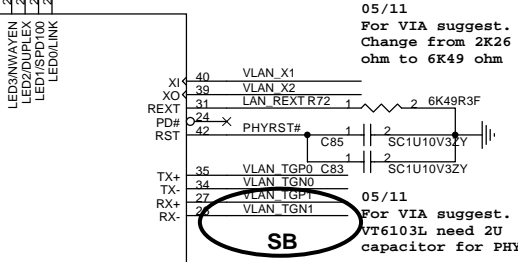 05/11
For VIA suggest.
Change from 2K26
ohm to 6K49 ohm
LED3/NWAYEN
LED2/DUPLEX
LED1/SPD100
LED0/LINK
XI 40 VLAN_X1
XO 39 VLAN_X2
REXT 31 LAN_REXT R72 1 2 6K49R3F
PD# 24
RST 42 PHYRST# 1 2
C85 SC1U10V3ZY
1 2
TX+ 35 VLAN_TGP0 C83 SC1U10V3ZY
TX- 34 VLAN_TGN0
RX+ 27 VLAN_TGP1
RX- VLAN_TGN1
SB
05/11
For VIA suggest.
VT6103L need 2U
capacitor for PHY